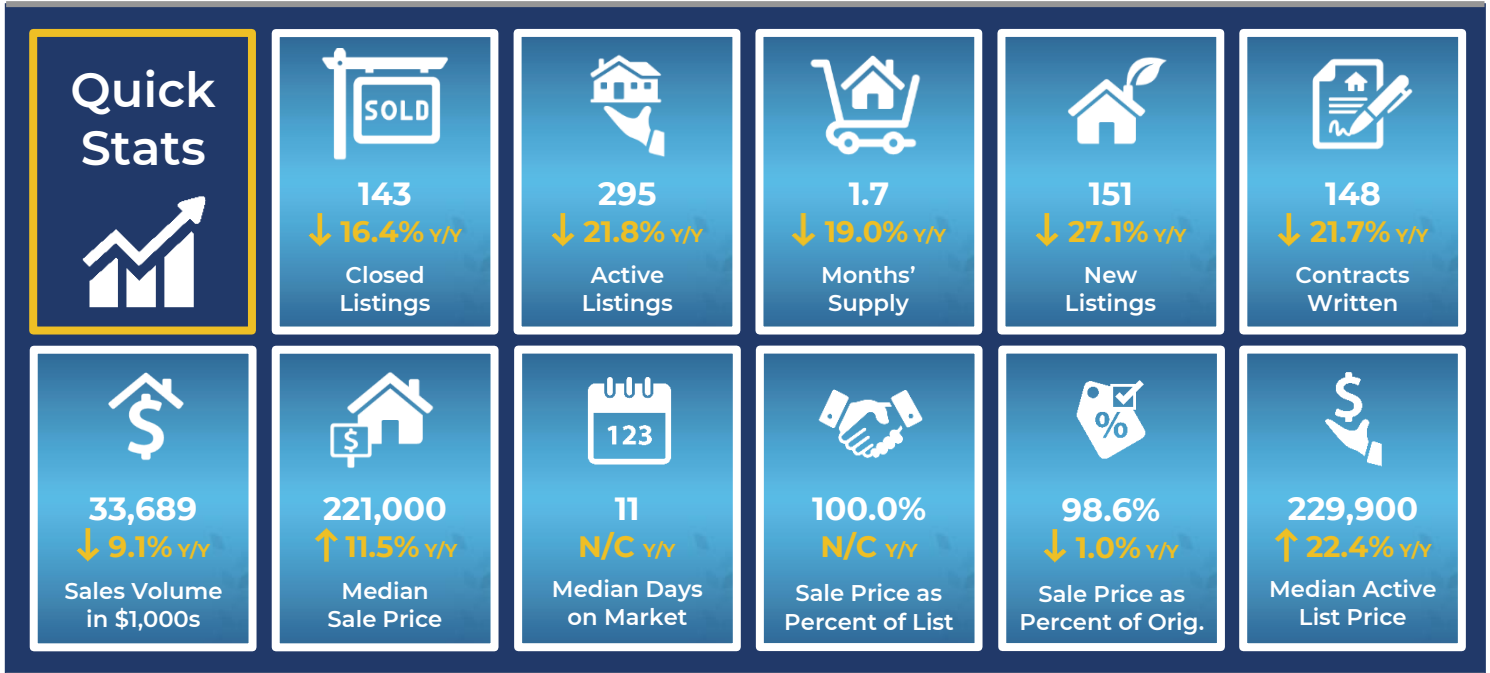 Quick
Stats
SOLD
143
↓ 16.4% Y/Y
Closed
Listings
295
↓ 21.8% Y/Y
Active
Listings
1.7
↓ 19.0% Y/Y
Months’
Supply
151
↓ 27.1% Y/Y
New
Listings
148
↓ 21.7% Y/Y
Contracts
Written
$
33,689
↓ 9.1% Y/Y
Sales Volume
in $1,000s
$
221,000
↑ 11.5% Y/Y
Median
Sale Price
123
11
N/C Y/Y
Median Days
on Market
100.0%
N/C Y/Y
Sale Price as
Percent of List
%
98.6%
↓ 1.0% Y/Y
Sale Price as
Percent of Orig.
$
229,900
↑ 22.4% Y/Y
Median Active
List Price